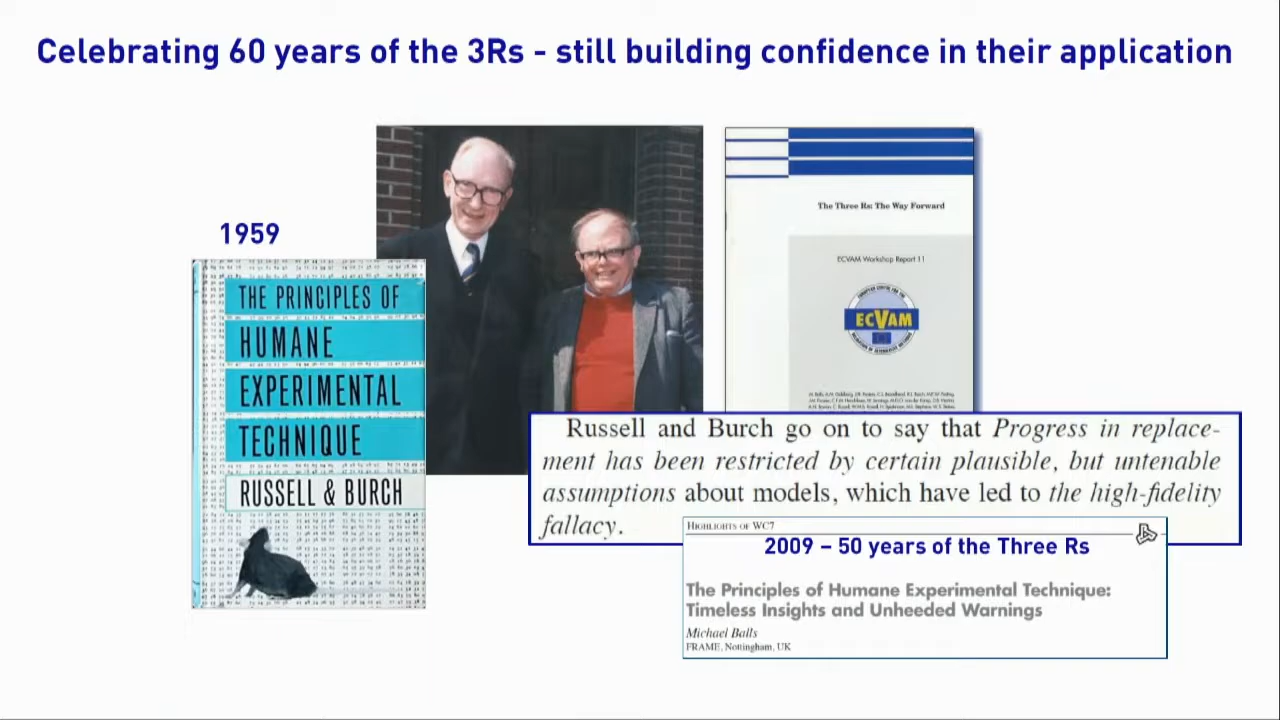 Celebrating 60 years of the 3Rs - still building confidence in their application
1959
THE PRINCIPLES OF
HUMANE
EXPERIMENTAL
TECHNIQUE
RUSSELL & BURCH
The Three Rs: The Way Forward
ECVAM Workshop Report 11
ECVAM
Russell and Burch go on to say that Progress in replace-
ment has been restricted by certain plausible, but untenable
assumptions about models, which have led to the high-fidelity
fallacy.
HIGHLIGHTS OF WC7
2009 – 50 years of the Three Rs
The Principles of Humane Experimental Technique:
Timeless Insights and Unheeded Warnings
Michael Balls
FRAME, Nottingham, UK